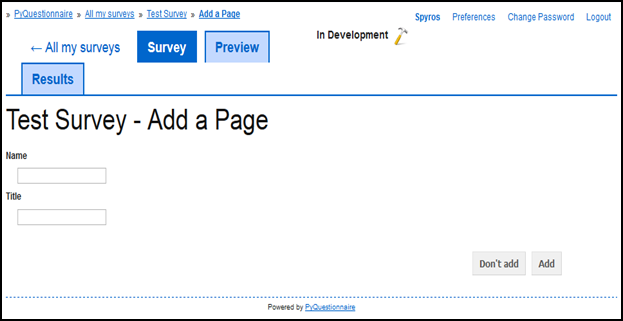 » PyQuestionnaire » All my surveys » Test Survey » Add a Page
Spyros Preferences Change Password Logout
← All my surveys Survey Preview
In Development
Results
Test Survey - Add a Page
Name
Title
Don't add Add
Powered by PyQuestionnaire